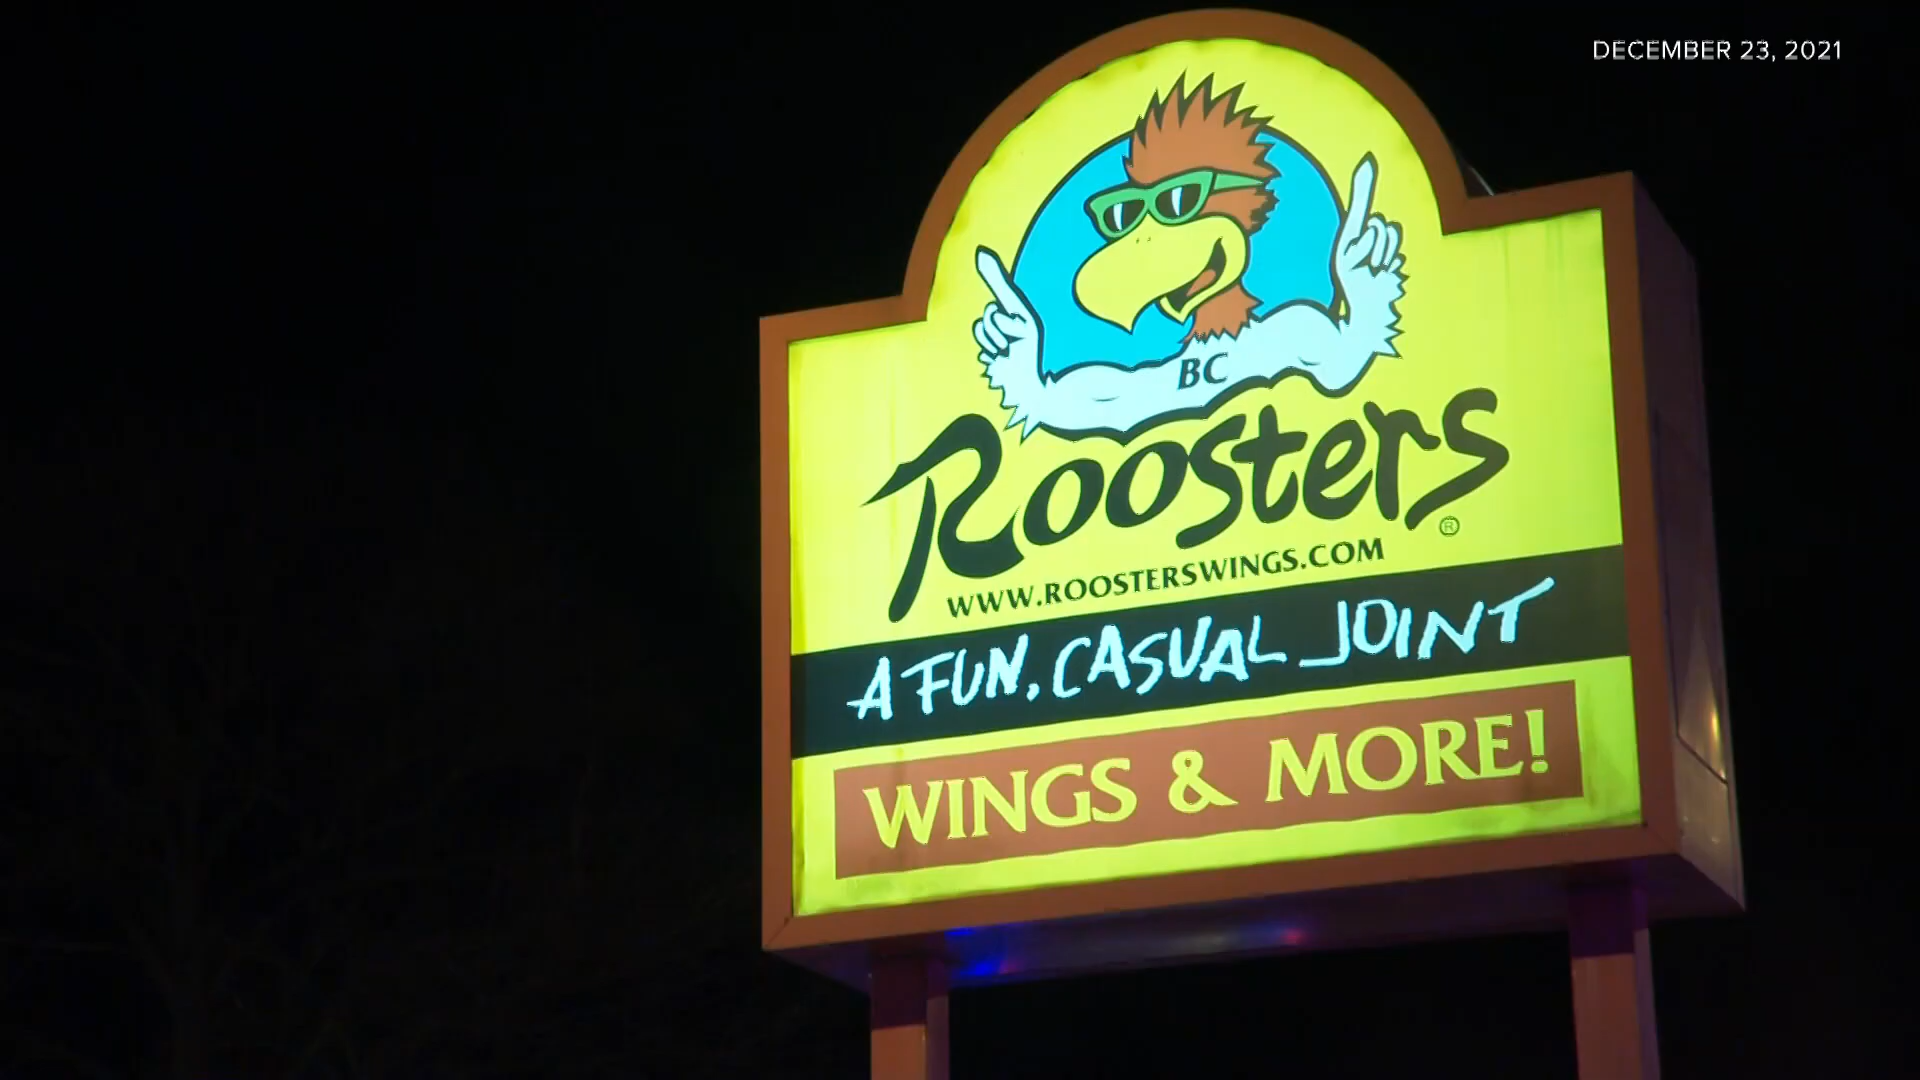 DECEMBER 23, 2021
BC
Roosters
®
WWW.ROOSTERSWINGS.COM
A FUN, CASUAL JOINT
WINGS & MORE!